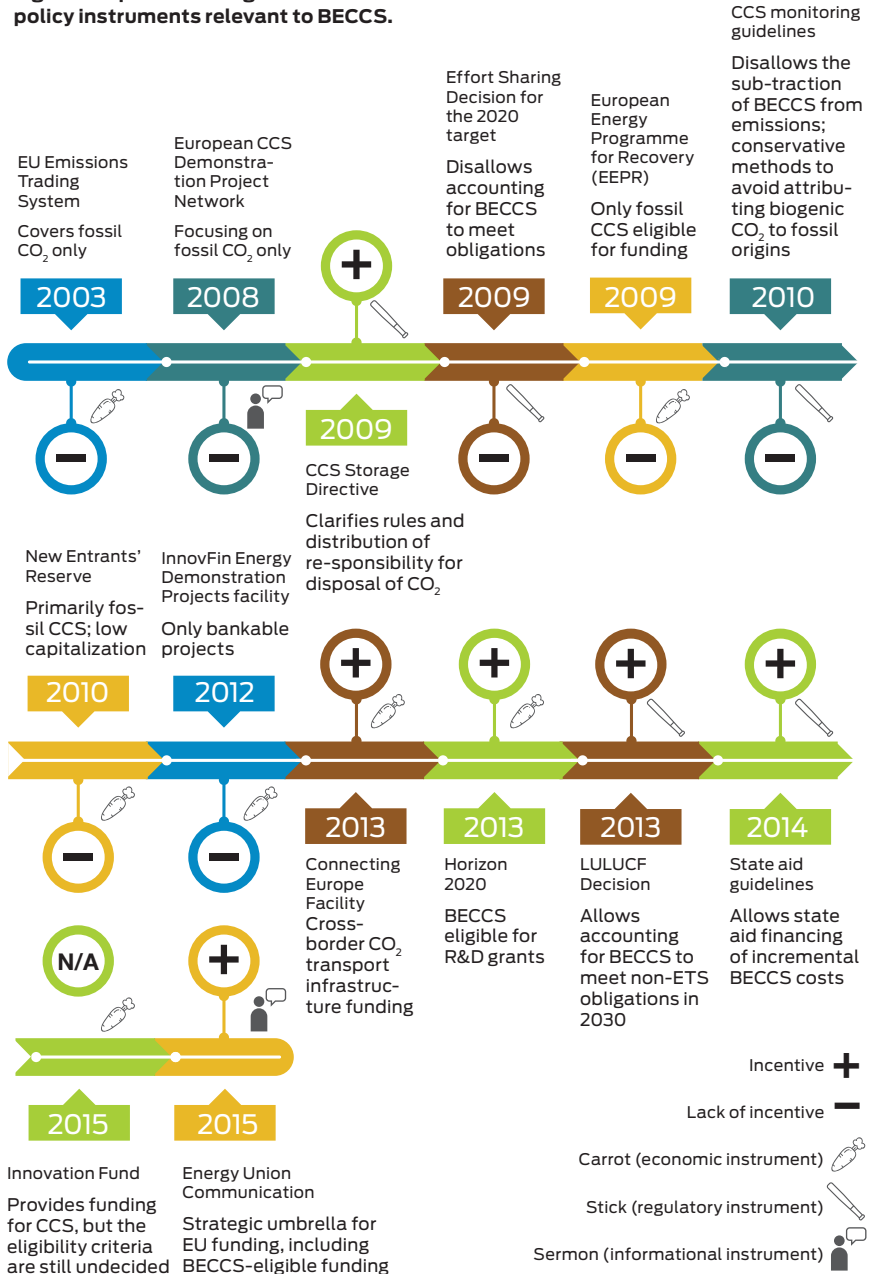 policy instruments relevant to BECCS.
EU Emissions
Trading
System
Covers fossil
CO2 only
2003
European CCS
Demonstra-
tion Project
Network
Focusing on
fossil CO2 only
2008
+
2009
CCS Storage
Directive
Clarifies rules and
distribution of
re-sponsibility for
disposal of CO2
Effort Sharing
Decision for
the 2020
target
Disallows
accounting
for BECCS
to meet
obligations
2009
European
Energy
Programme
for Recovery
(EEPR)
Only fossil
CCS eligible
for funding
2009
CCS monitoring
guidelines
Disallows the
sub-traction
of BECCS from
emissions;
conservative
methods to
avoid attribu-
ting biogenic
CO2 to fossil
origins
2010
−
−
−
−
−
New Entrants’
Reserve
Primarily fos-
sil CCS; low
capitalization
2010
−
InnovFin Energy
Demonstration
Projects facility
Only bankable
projects
2012
−
+
2013
Connecting
Europe
Facility
Cross-
border CO2
transport
infrastruc-
ture funding
+
2013
Horizon
2020
BECCS
eligible for
R&D grants
+
2013
LULUCF
Decision
Allows
accounting
for BECCS to
meet non-ETS
obligations in
2030
+
2014
State aid
guidelines
Allows state
aid financing
of incremental
BECCS costs
N/A
2015
Innovation Fund
Provides funding
for CCS, but the
eligibility criteria
are still undecided
+
2015
Energy Union
Communication
Strategic umbrella for
EU funding, including
BECCS-eligible funding
Incentive +
Lack of incentive −
Carrot (economic instrument)
Stick (regulatory instrument)
Sermon (informational instrument)